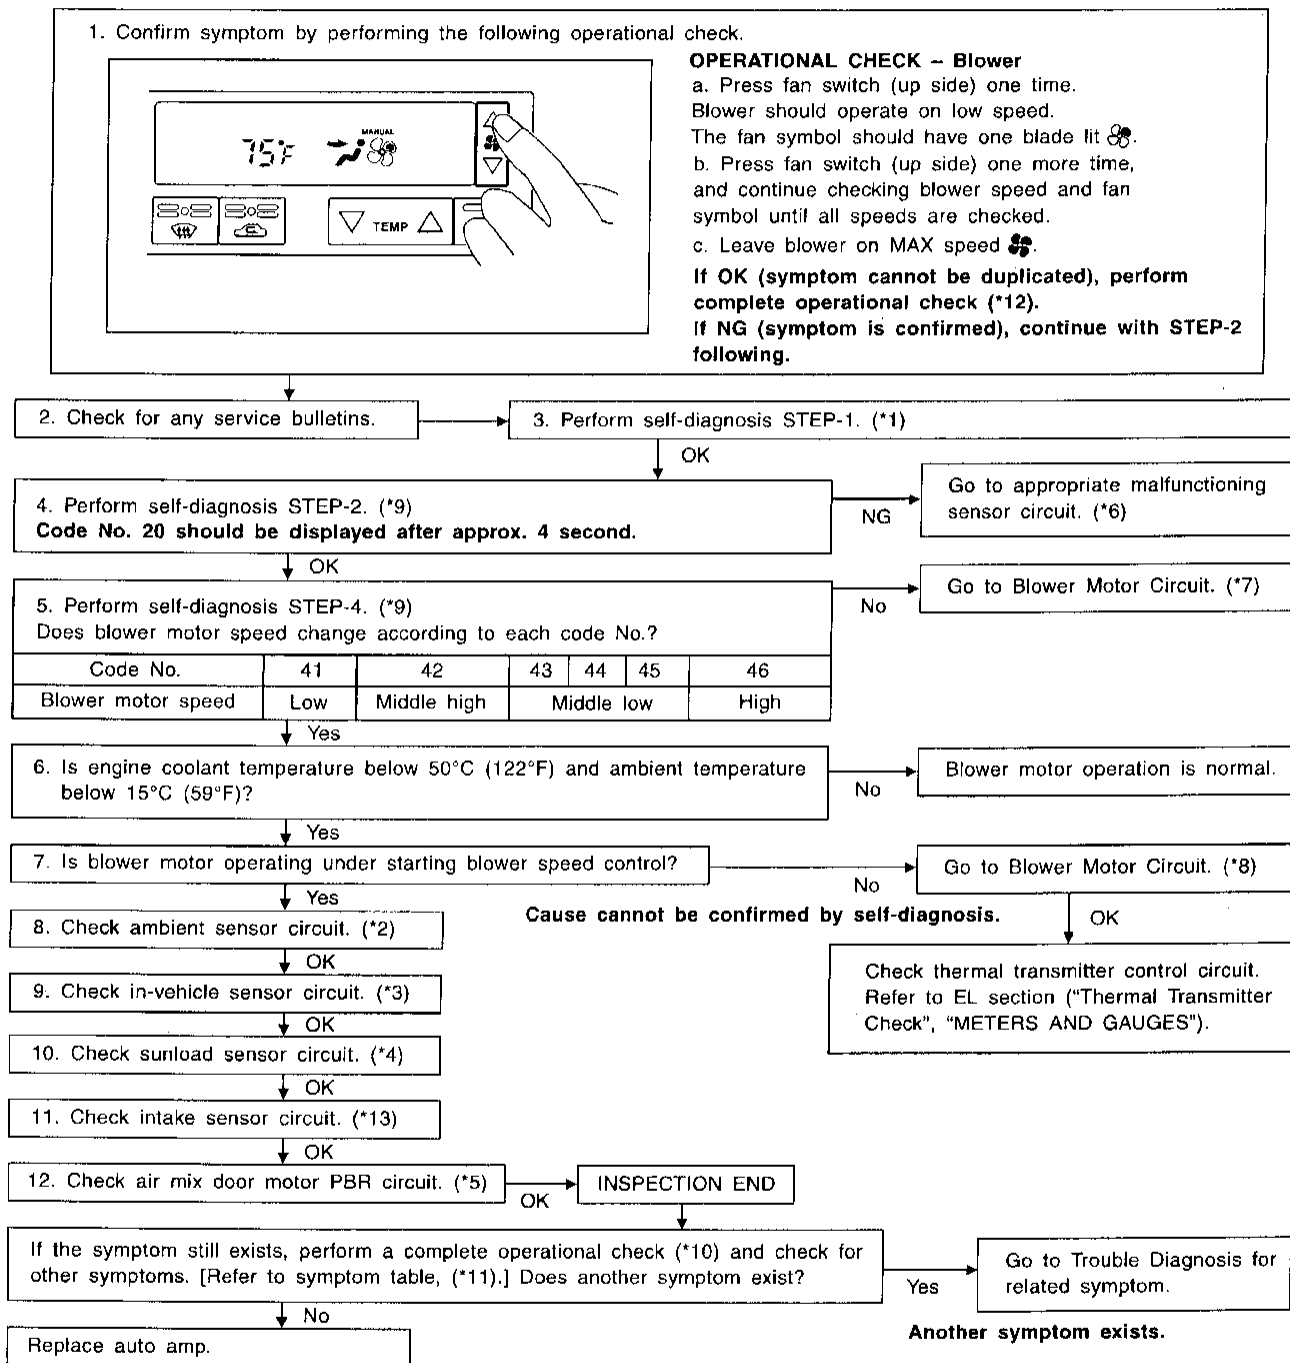 1. Confirm symptom by performing the following operational check.
75°F
MANUAL
TEMP
OPERATIONAL CHECK – Blower
a. Press fan switch (up side) one time.
Blower should operate on low speed.
The fan symbol should have one blade lit.
b. Press fan switch (up side) one more time,
and continue checking blower speed and fan
symbol until all speeds are checked.
c. Leave blower on MAX speed.
If OK (symptom cannot be duplicated), perform
complete operational check (*12).
If NG (symptom is confirmed), continue with STEP-2
following.
2. Check for any service bulletins.
3. Perform self-diagnosis STEP-1. (*1)
OK
4. Perform self-diagnosis STEP-2. (*9)
Code No. 20 should be displayed after approx. 4 second.
NG
Go to appropriate malfunctioning
sensor circuit. (*6)
OK
5. Perform self-diagnosis STEP-4. (*9)
Does blower motor speed change according to each code No.?
No
Go to Blower Motor Circuit. (*7)
Code No. 41 42 43 44 45 46
Blower motor speed Low Middle high Middle low High
Yes
6. Is engine coolant temperature below 50°C (122°F) and ambient temperature
below 15°C (59°F)?
No
Blower motor operation is normal.
Yes
7. Is blower motor operating under starting blower speed control?
No
Go to Blower Motor Circuit. (*8)
Yes
Cause cannot be confirmed by self-diagnosis.
OK
8. Check ambient sensor circuit. (*2)
OK
Check thermal transmitter control circuit.
Refer to EL section ("Thermal Transmitter
Check", "METERS AND GAUGES").
9. Check in-vehicle sensor circuit. (*3)
OK
10. Check sunload sensor circuit. (*4)
OK
11. Check intake sensor circuit. (*13)
OK
12. Check air mix door motor PBR circuit. (*5)
OK
INSPECTION END
If the symptom still exists, perform a complete operational check (*10) and check for
other symptoms. [Refer to symptom table, (*11).] Does another symptom exist?
Yes
Go to Trouble Diagnosis for
related symptom.
Another symptom exists.
No
Replace auto amp.